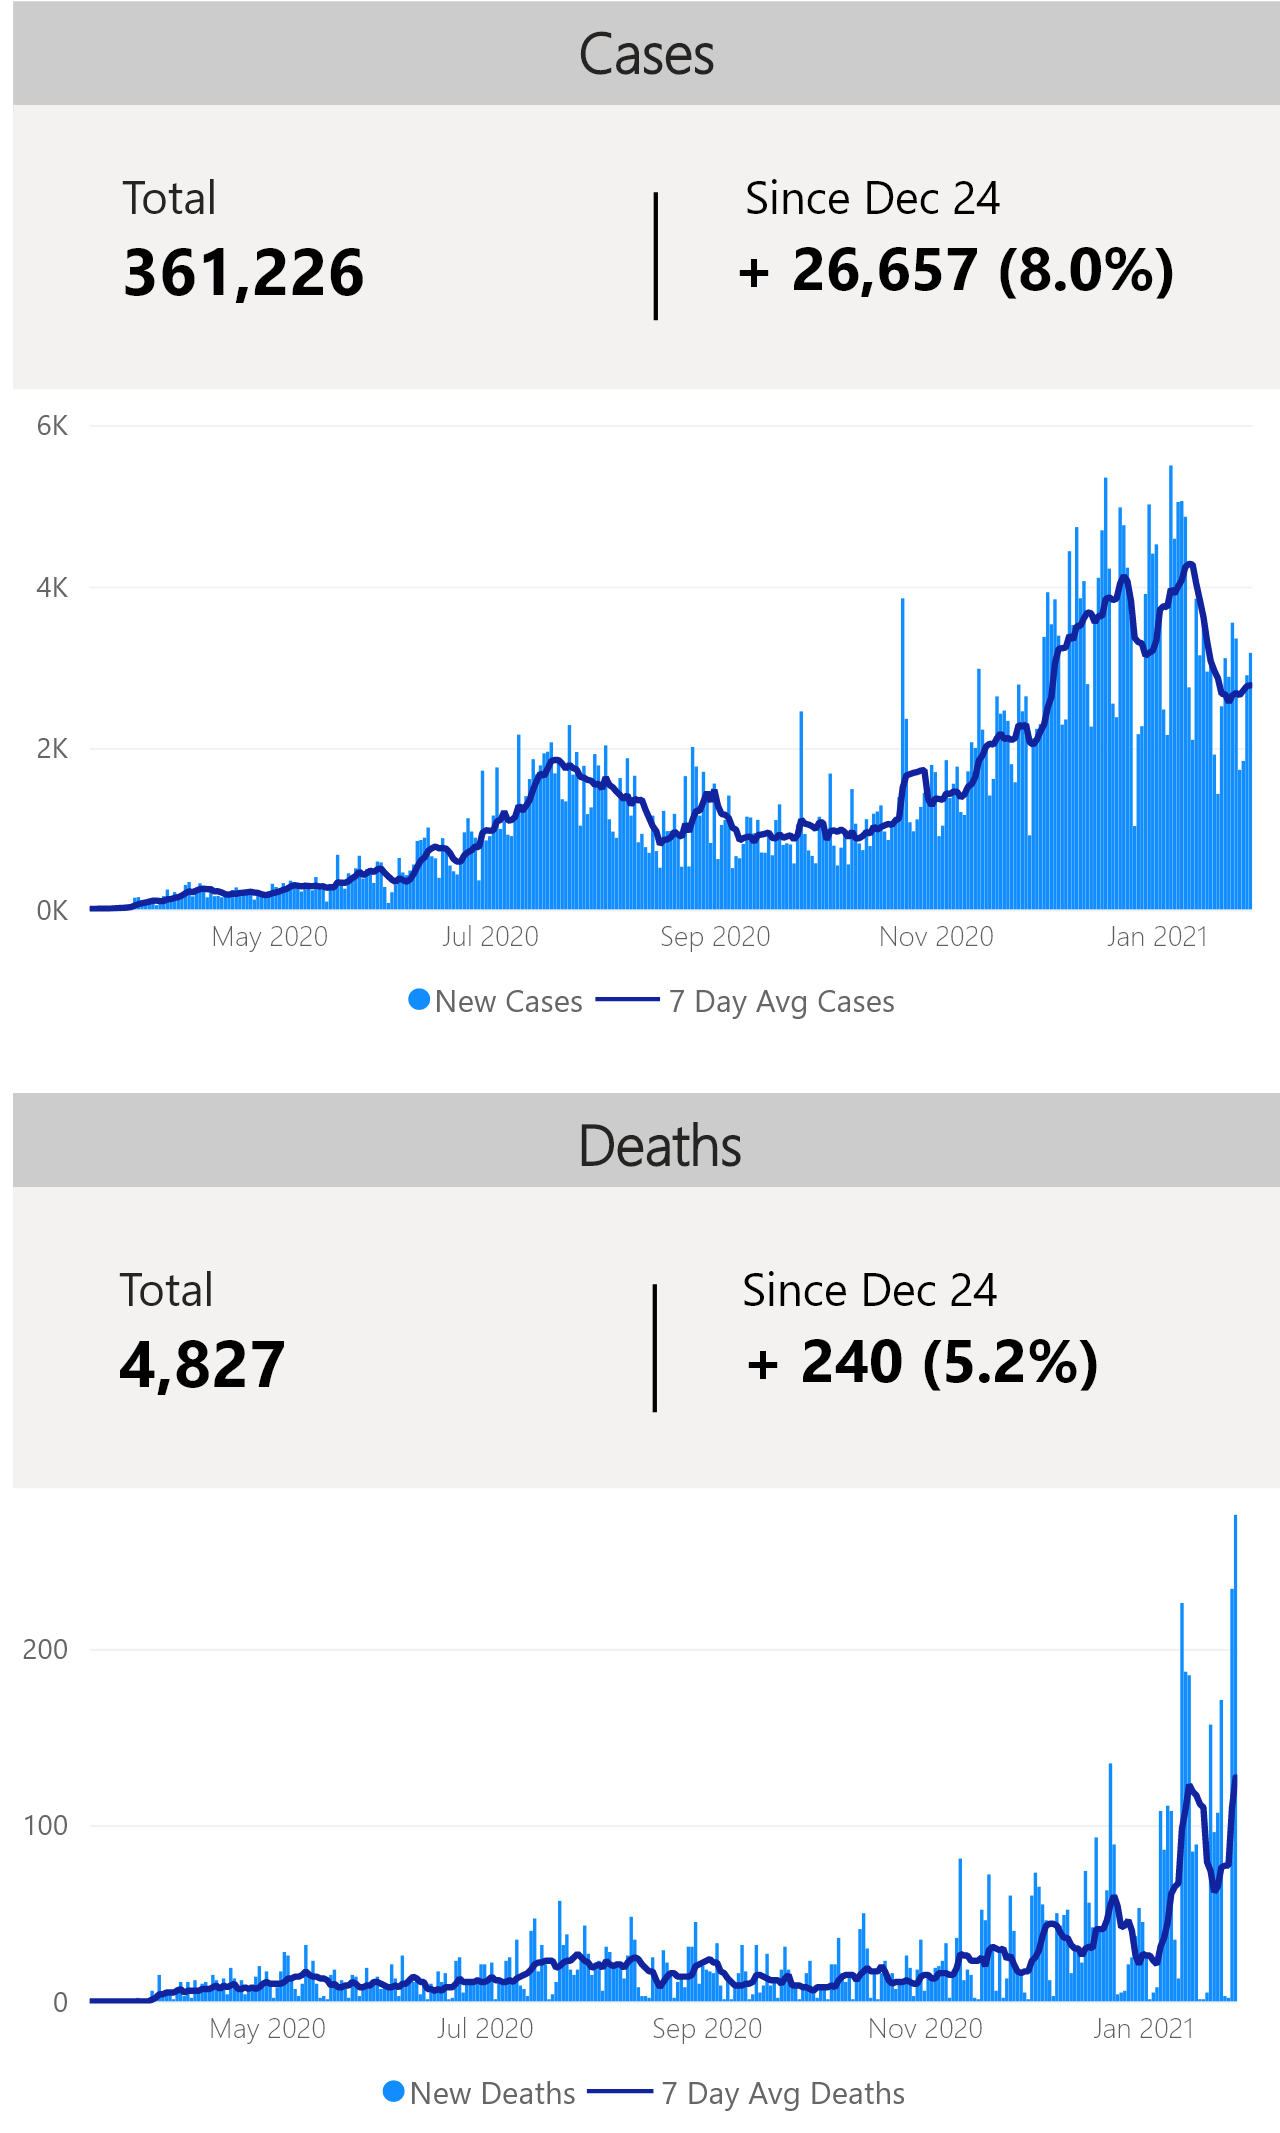 Cases
Total
361,226
Since Dec 24
+ 26,657 (8.0%)
6K
4K
2K
0K
May 2020 Jul 2020 Sep 2020 Nov 2020 Jan 2021
New Cases 7 Day Avg Cases
Deaths
Total
4,827
Since Dec 24
+ 240 (5.2%)
200
100
0
May 2020 Jul 2020 Sep 2020 Nov 2020 Jan 2021
New Deaths 7 Day Avg Deaths